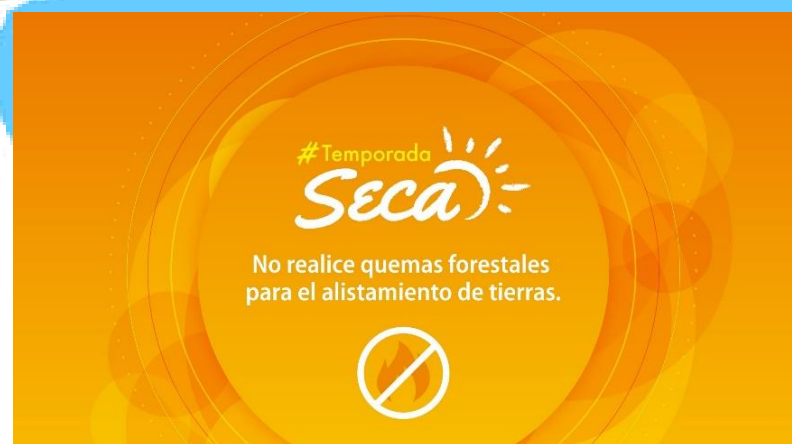 #Temporada
Seca
No realice quemas forestales
para el alistamiento de tierras.